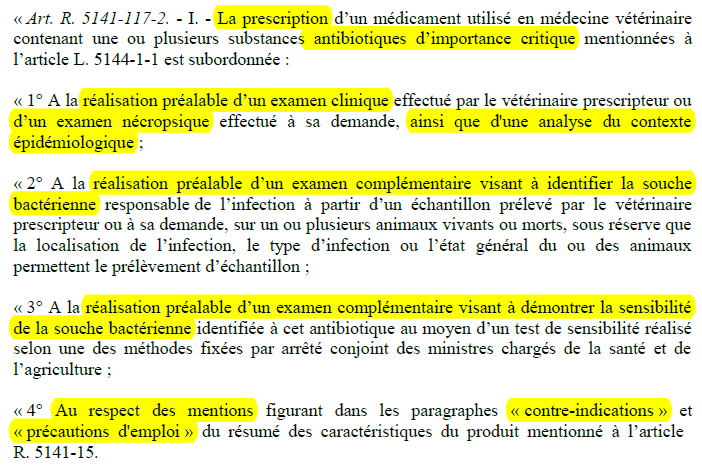 « Art. R. 5141-117-2. - I. - La prescription d’un médicament utilisé en médecine vétérinaire
contenant une ou plusieurs substances antibiotiques d’importance critique mentionnées à
l’article L. 5144-1-1 est subordonnée :
« 1° A la réalisation préalable d’un examen clinique effectué par le vétérinaire prescripteur ou
d’un examen nécropsique effectué à sa demande, ainsi que d'une analyse du contexte
épidémiologique ;
« 2° A la réalisation préalable d’un examen complémentaire visant à identifier la souche
bactérienne responsable de l’infection à partir d’un échantillon prélevé par le vétérinaire
prescripteur ou à sa demande, sur un ou plusieurs animaux vivants ou morts, sous réserve que
la localisation de l’infection, le type d’infection ou l’état général du ou des animaux
permettent le prélèvement d’échantillon ;
« 3° A la réalisation préalable d’un examen complémentaire visant à démontrer la sensibilité
de la souche bactérienne identifiée à cet antibiotique au moyen d’un test de sensibilité réalisé
selon une des méthodes fixées par arrêté conjoint des ministres chargés de la santé et de
l’agriculture ;
« 4° Au respect des mentions figurant dans les paragraphes « contre-indications » et
« précautions d'emploi » du résumé des caractéristiques du produit mentionné à l’article
R. 5141-15.